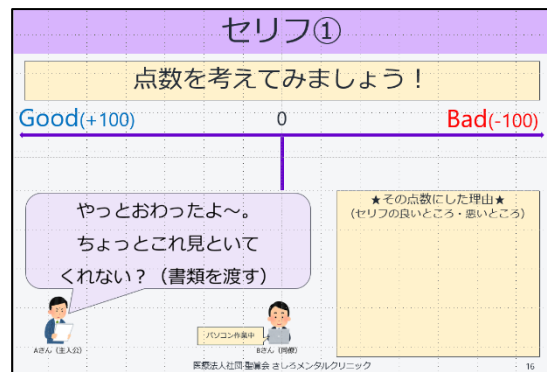 セリフ①
点数を考えてみましょう！
Good(+100) 0 Bad(-100)
やっとおわったよ～。
ちょっとこれ見といて
くれない？（書類を渡す）
★その点数にした理由★
（セリフの良いところ・悪いところ）
パソコン作業中
Aさん（主人公） Bさん（同僚）
医療法人社団 聖賢会 さしろメンタルクリニック 16